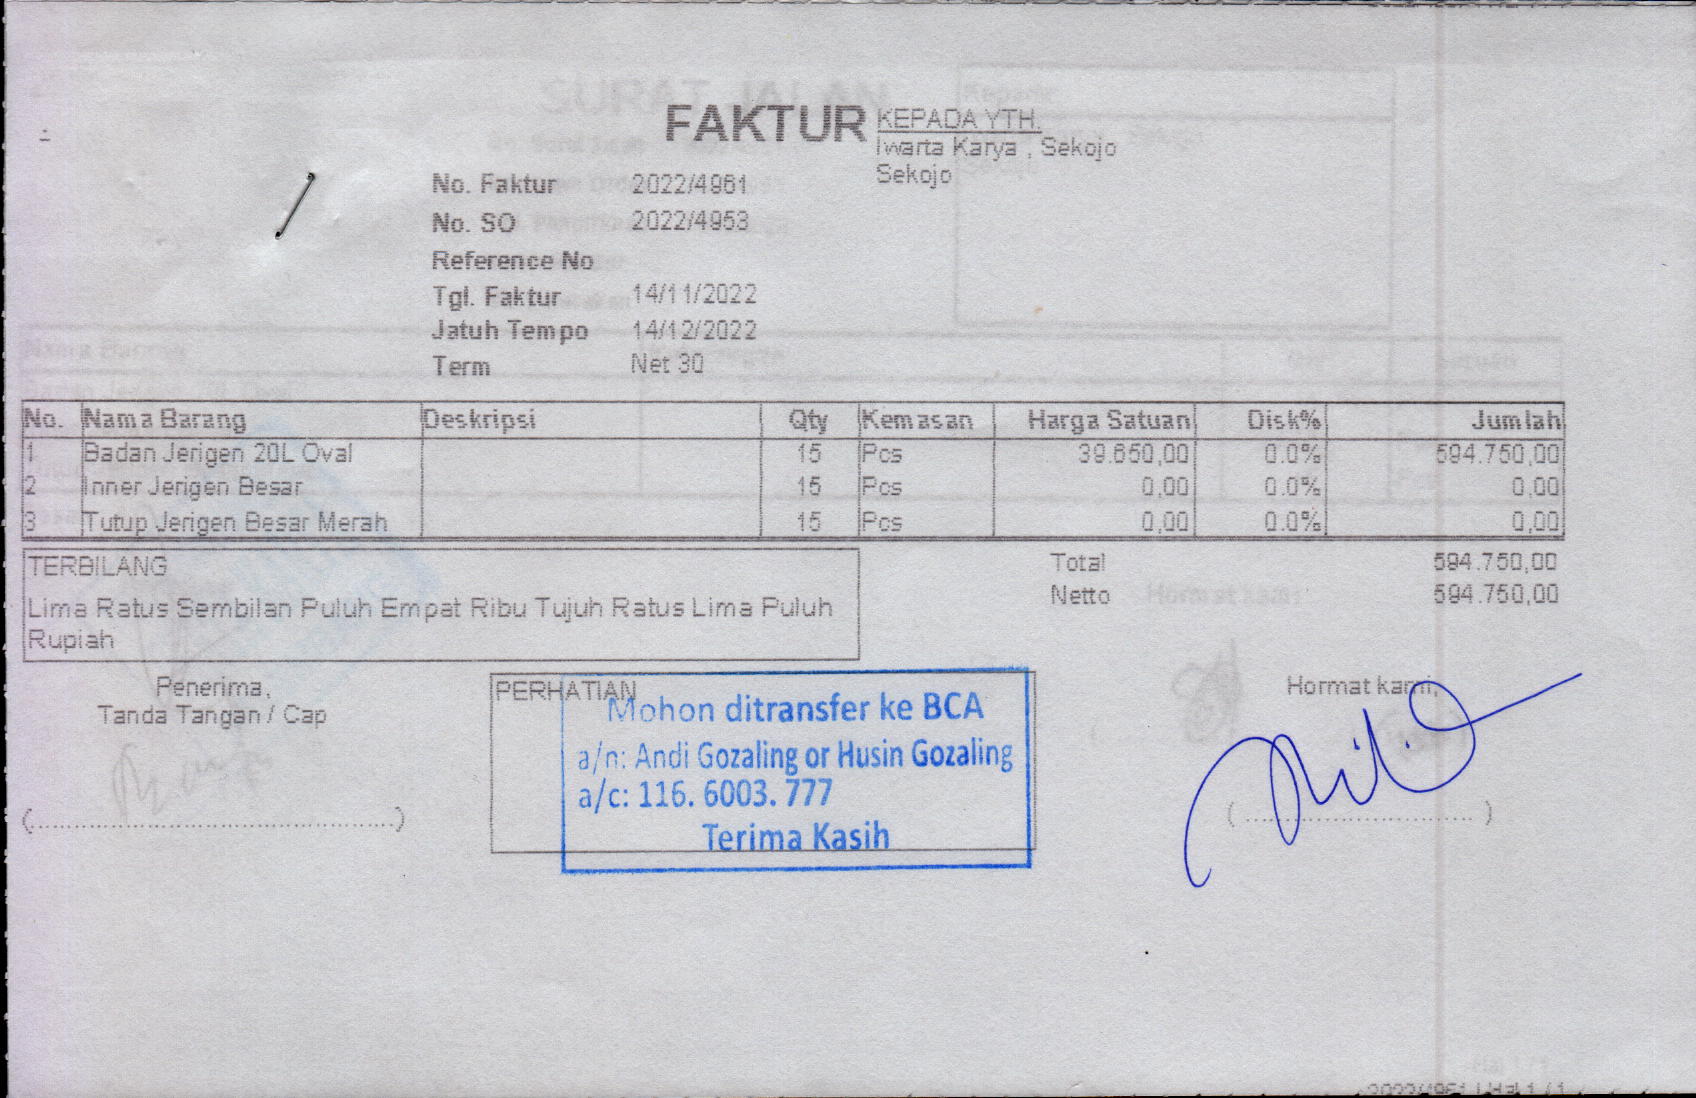 FAKTUR
KEPADA YTH.
Iwarta Karya , Sekojo
Sekojo
No. Faktur 2022/4961
No. SO 2022/4953
Reference No
Tgl. Faktur 14/11/2022
Jatuh Tempo 14/12/2022
Term Net 30
No. Nama Barang Deskripsi Qty Kemasan Harga Satuan Disk% Jumlah
1 Badan Jerigen 20L Oval 15 Pcs 39.650,00 0.0% 594.750,00
2 Inner Jerigen Besar 15 Pcs 0,00 0.0% 0,00
3 Tutup Jerigen Besar Merah 15 Pcs 0,00 0.0% 0,00
TERBILANG
Lima Ratus Sembilan Puluh Empat Ribu Tujuh Ratus Lima Puluh
Rupiah
Total 594.750,00
Netto 594.750,00
Penerima,
Tanda Tangan / Cap
PERHATIAN
Mohon ditransfer ke BCA
a/n: Andi Gozaling or Husin Gozaling
a/c: 116. 6003. 777
Terima Kasih
Hormat kami,